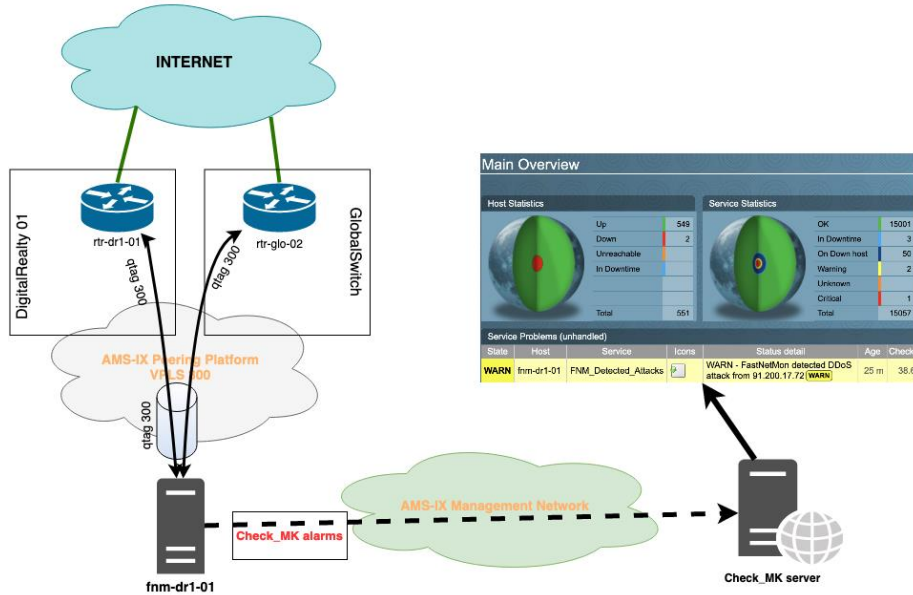 INTERNET
DigitalRealty 01
rtr-dr1-01
qtag 300
rtr-glo-02
qtag 300
GlobalSwitch
AMS-IX Peering Platform
VPLS 300
qtag 300
fnm-dr1-01
Check_MK alarms
AMS-IX Management Network
Check_MK server
Main Overview
Host Statistics
Up 549
Down 2
Unreachable
In Downtime
Total 551
Service Statistics
OK 15001
In Downtime 3
On Down host 50
Warning 2
Unknown
Critical 1
Total 15057
Service Problems (unhandled)
State Host Service Icons Status detail Age Check
WARN fnm-dr1-01 FNM_Detected_Attacks WARN - FastNetMon detected DDoS 25 m 38.6
attack from 91.200.17.72 WARN